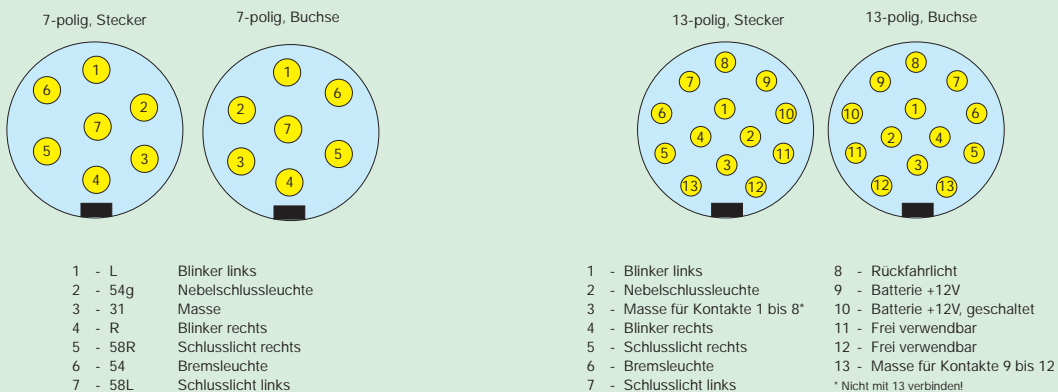 7-polig, Stecker
7-polig, Buchse
13-polig, Stecker
13-polig, Buchse
1
6
2
7
5
3
4
1
6
2
7
3
5
4
8
7
9
6
1
10
4
2
5
11
3
13
12
8
9
7
10
1
6
2
4
11
5
3
12
13
1 - L Blinker links
2 - 54g Nebelschlussleuchte
3 - 31 Masse
4 - R Blinker rechts
5 - 58R Schlusslicht rechts
6 - 54 Bremsleuchte
7 - 58L Schlusslicht links
1 - Blinker links
2 - Nebelschlussleuchte
3 - Masse für Kontakte 1 bis 8*
4 - Blinker rechts
5 - Schlusslicht rechts
6 - Bremsleuchte
7 - Schlusslicht links
8 - Rückfahrlicht
9 - Batterie +12V
10 - Batterie +12V, geschaltet
11 - Frei verwendbar
12 - Frei verwendbar
13 - Masse für Kontakte 9 bis 12
* Nicht mit 13 verbinden!